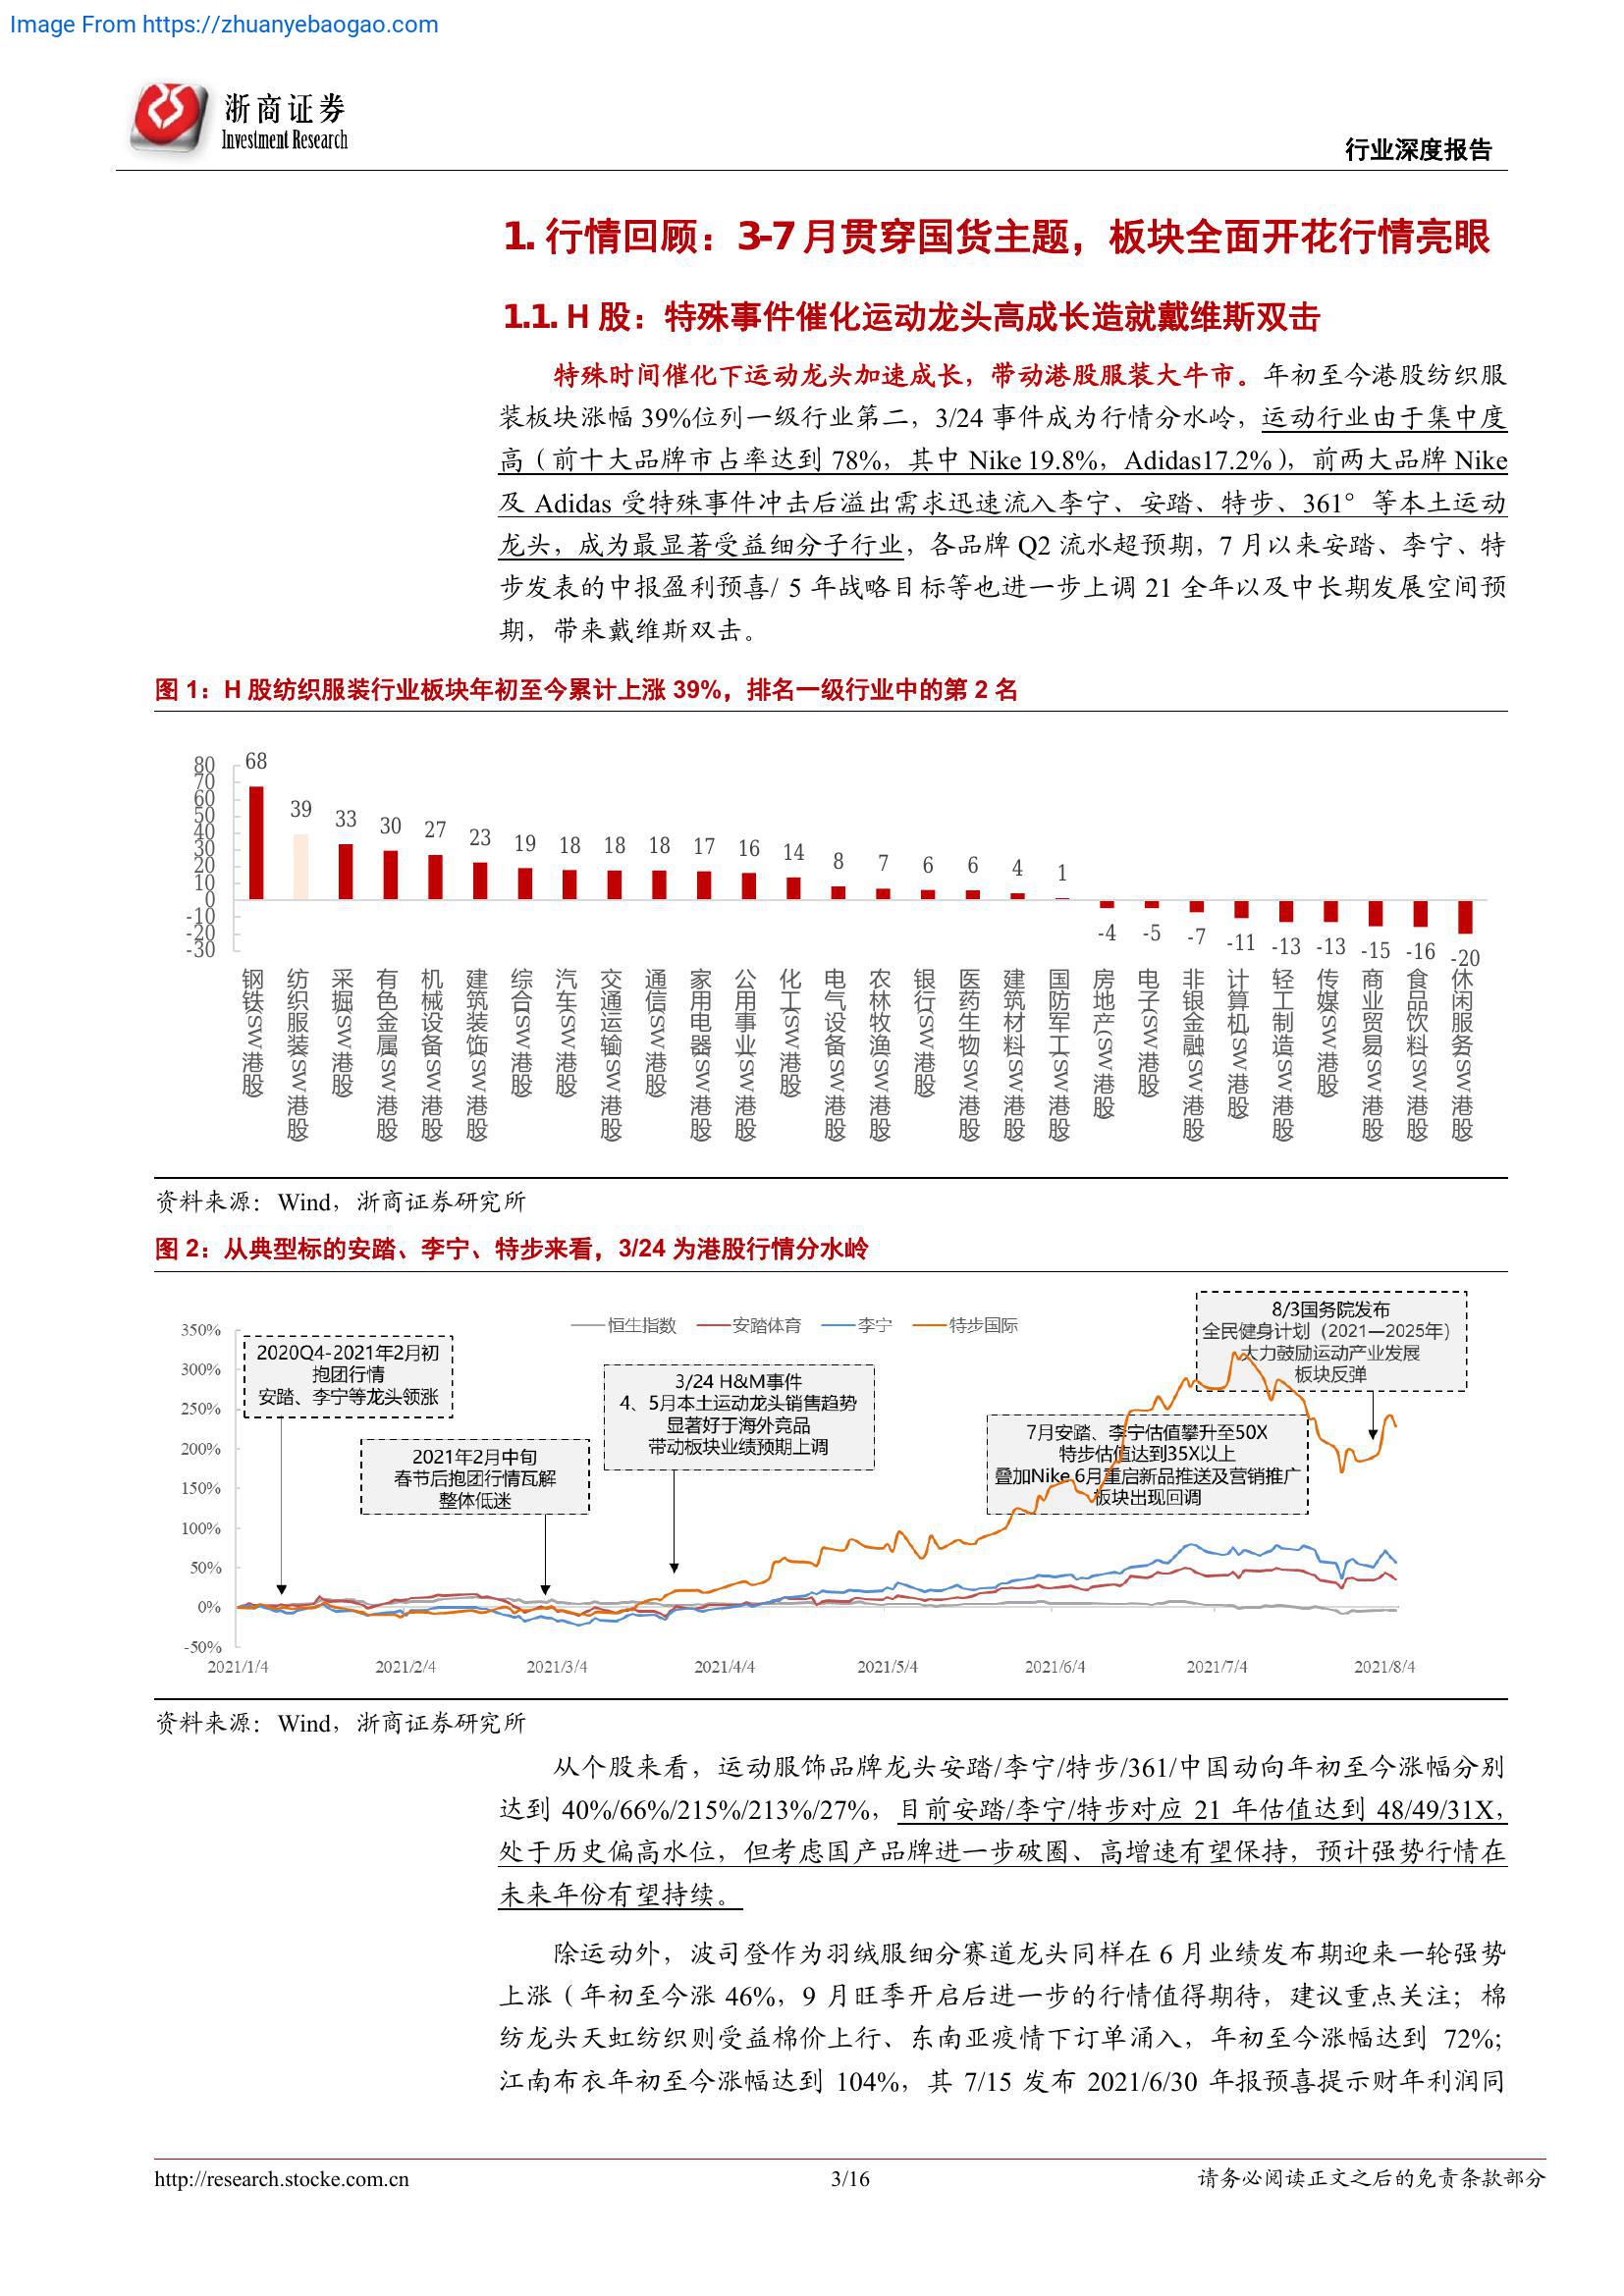 Image From https://zhuanyebaogao.com
浙商证券
Investment Research
行业深度报告
1. 行情回顾：3-7 月贯穿国货主题，板块全面开花行情亮眼
1.1. H 股：特殊事件催化运动龙头高成长造就戴维斯双击
特殊时间催化下运动龙头加速成长，带动港股服装大牛市。年初至今港股纺织服
装板块涨幅 39%位列一级行业第二，3/24 事件成为行情分水岭，运动行业由于集中度
高（前十大品牌市占率达到 78%，其中 Nike 19.8%，Adidas17.2%），前两大品牌 Nike
及 Adidas 受特殊事件冲击后溢出需求迅速流入李宁、安踏、特步、361° 等本土运动
龙头，成为最显著受益细分子行业，各品牌 Q2 流水超预期，7 月以来安踏、李宁、特
步发表的中报盈利预喜/ 5 年战略目标等也进一步上调 21 全年以及中长期发展空间预
期，带来戴维斯双击。
图 1：H 股纺织服装行业板块年初至今累计上涨 39%，排名一级行业中的第 2 名
80
70
60
50
40
30
20
10
0
-10
-20
-30
68 39 33 30 27 23 19 18 18 18 17 16 14 8 7 6 6 4 1 -4 -5 -7 -11 -13 -13 -15 -16 -20
钢铁(SW港股)
纺织服装(SW港股)
采掘(SW港股)
有色金属(SW港股)
机械设备(SW港股)
建筑装饰(SW港股)
综合(SW港股)
汽车(SW港股)
交通运输(SW港股)
通信(SW港股)
家用电器(SW港股)
公用事业(SW港股)
化工(SW港股)
电气设备(SW港股)
农林牧渔(SW港股)
银行(SW港股)
医药生物(SW港股)
建筑材料(SW港股)
国防军工(SW港股)
房地产(SW港股)
电子(SW港股)
非银金融(SW港股)
计算机(SW港股)
轻工制造(SW港股)
传媒(SW港股)
商业贸易(SW港股)
食品饮料(SW港股)
休闲服务(SW港股)
资料来源：Wind，浙商证券研究所
图 2：从典型标的安踏、李宁、特步来看，3/24 为港股行情分水岭
恒生指数 安踏体育 李宁 特步国际
350%
300%
250%
200%
150%
100%
50%
0%
-50%
2020Q4-2021年2月初
抱团行情
安踏、李宁等龙头领涨
2021年2月中旬
春节后抱团行情瓦解
整体低迷
3/24 H&M事件
4、5月本土运动龙头销售趋势
显著好于海外竞品
带动板块业绩预期上调
7月安踏、李宁估值攀升至50X
特步估值达到35X以上
叠加Nike 6月重启新品推送及营销推广
板块出现回调
8/3国务院发布
全民健身计划（2021—2025年）
大力鼓励运动产业发展
板块反弹
2021/1/4 2021/2/4 2021/3/4 2021/4/4 2021/5/4 2021/6/4 2021/7/4 2021/8/4
资料来源：Wind，浙商证券研究所
从个股来看，运动服饰品牌龙头安踏/李宁/特步/361/中国动向年初至今涨幅分别
达到 40%/66%/215%/213%/27%，目前安踏/李宁/特步对应 21 年估值达到 48/49/31X，
处于历史偏高水位，但考虑国产品牌进一步破圈、高增速有望保持，预计强势行情在
未来年份有望持续。
除运动外，波司登作为羽绒服细分赛道龙头同样在 6 月业绩发布期迎来一轮强势
上涨（年初至今涨 46%，9 月旺季开启后进一步的行情值得期待，建议重点关注；棉
纺龙头天虹纺织则受益棉价上行、东南亚疫情下订单涌入，年初至今涨幅达到 72%;
江南布衣年初至今涨幅达到 104%，其 7/15 发布 2021/6/30 年报预喜提示财年利润同
http://research.stocke.com.cn
3/16
请务必阅读正文之后的免责条款部分